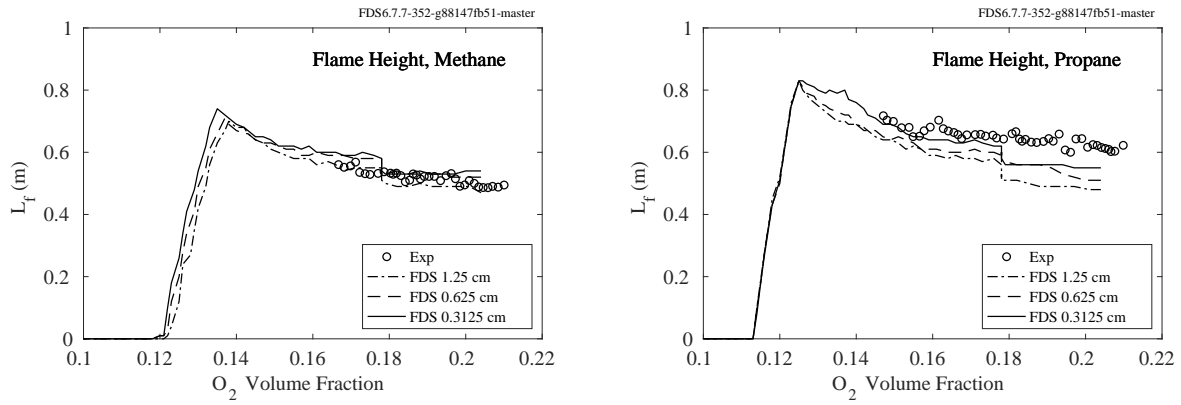 FDS6.7.7-352-g88147fb51-master
Flame Height, Methane
1
0.8
0.6
0.4
0.2
0
L_f (m)
Exp
FDS 1.25 cm
FDS 0.625 cm
FDS 0.3125 cm
0.1 0.12 0.14 0.16 0.18 0.2 0.22
O_2 Volume Fraction
FDS6.7.7-352-g88147fb51-master
Flame Height, Propane
1
0.8
0.6
0.4
0.2
0
L_f (m)
Exp
FDS 1.25 cm
FDS 0.625 cm
FDS 0.3125 cm
0.1 0.12 0.14 0.16 0.18 0.2 0.22
O_2 Volume Fraction